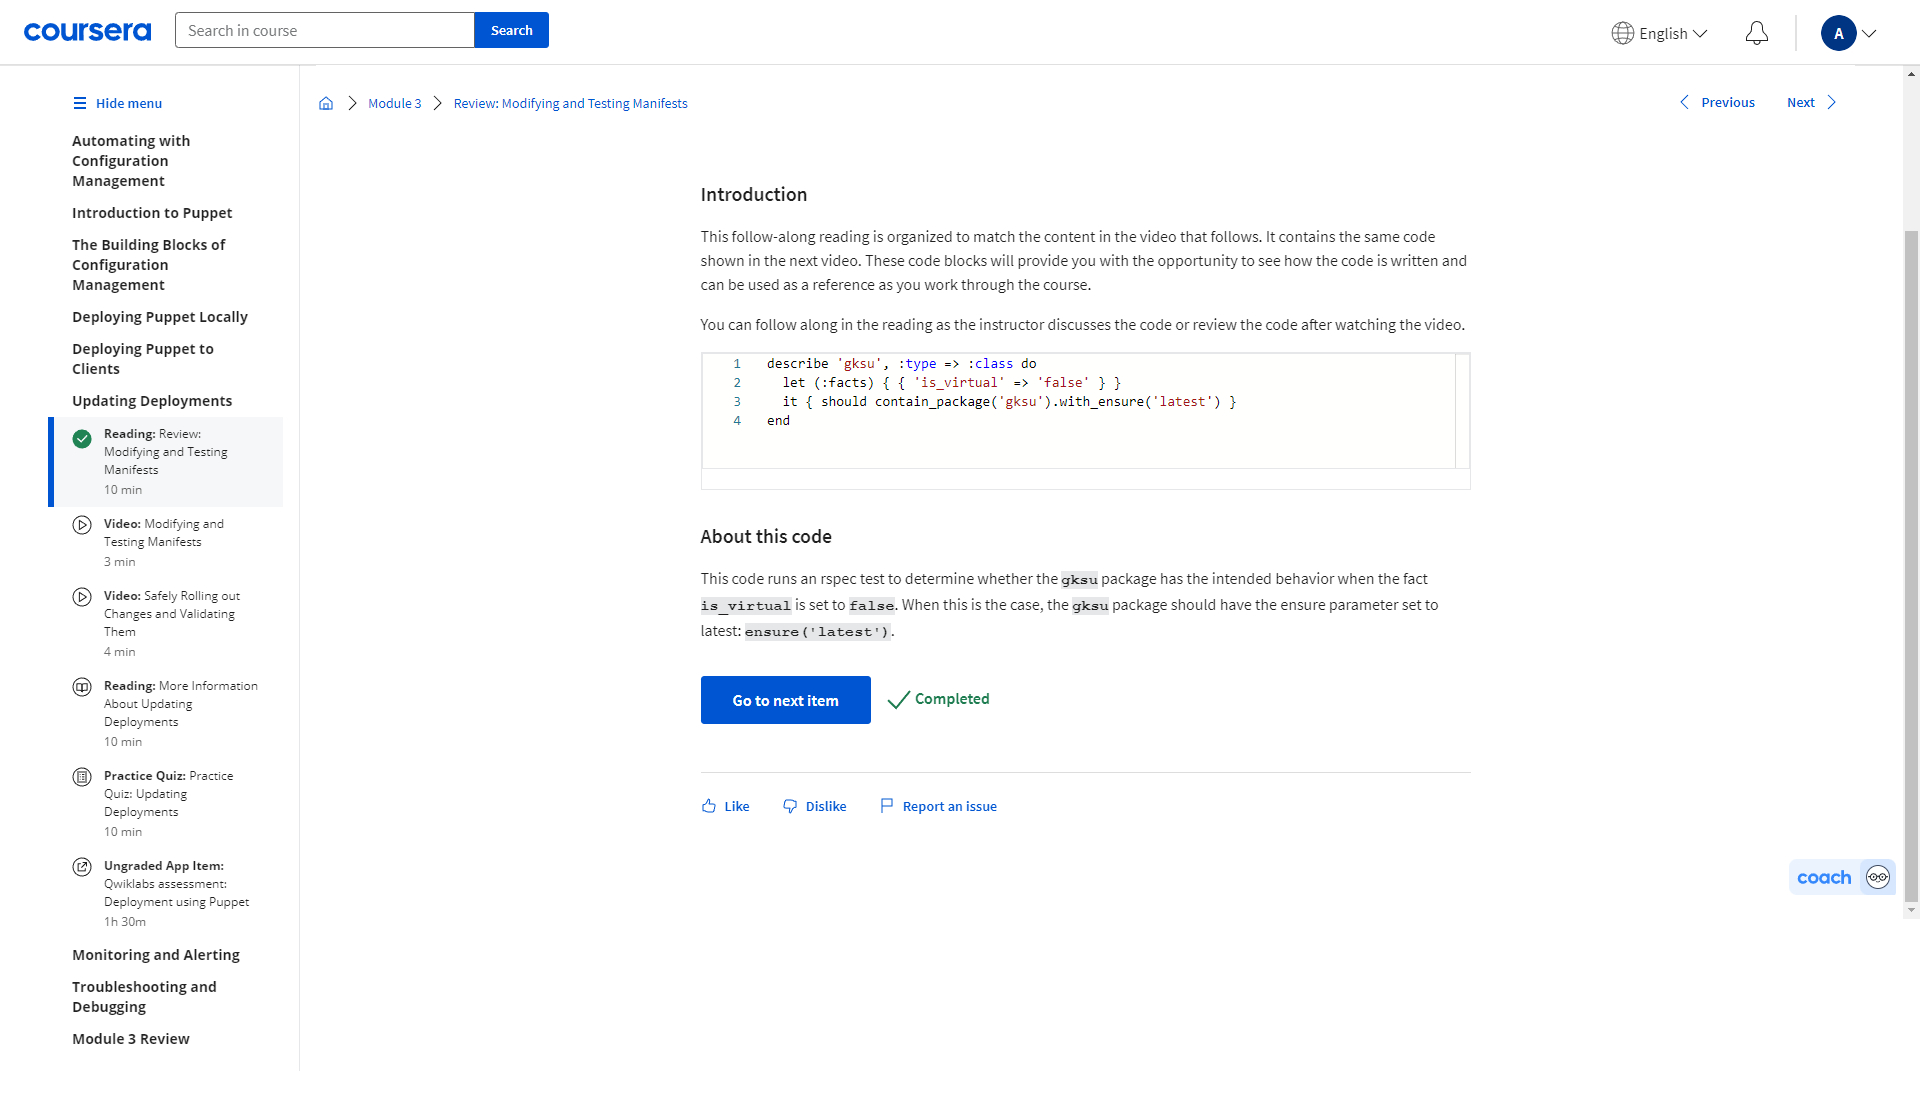 coursera
Search in course
Search
English
A
Hide menu
Automating with
Configuration
Management
Introduction to Puppet
The Building Blocks of
Configuration
Management
Deploying Puppet Locally
Deploying Puppet to
Clients
Updating Deployments
Reading: Review:
Modifying and Testing
Manifests
10 min
Video: Modifying and
Testing Manifests
3 min
Video: Safely Rolling out
Changes and Validating
Them
4 min
Reading: More Information
About Updating
Deployments
10 min
Practice Quiz: Practice
Quiz: Updating
Deployments
10 min
Ungraded App Item:
Qwiklabs assessment:
Deployment using Puppet
1h 30m
Monitoring and Alerting
Troubleshooting and
Debugging
Module 3 Review
Module 3
Review: Modifying and Testing Manifests
Previous
Next
Introduction
This follow-along reading is organized to match the content in the video that follows. It contains the same code
shown in the next video. These code blocks will provide you with the opportunity to see how the code is written and
can be used as a reference as you work through the course.
You can follow along in the reading as the instructor discusses the code or review the code after watching the video.
1 describe 'gksu', :type => :class do
2 let (:facts) { { 'is_virtual' => 'false' } }
3 it { should contain_package('gksu').with_ensure('latest') }
4 end
About this code
This code runs an rspec test to determine whether the gksu package has the intended behavior when the fact
is_virtual is set to false. When this is the case, the gksu package should have the ensure parameter set to
latest: ensure('latest').
Go to next item
Completed
Like
Dislike
Report an issue
coach